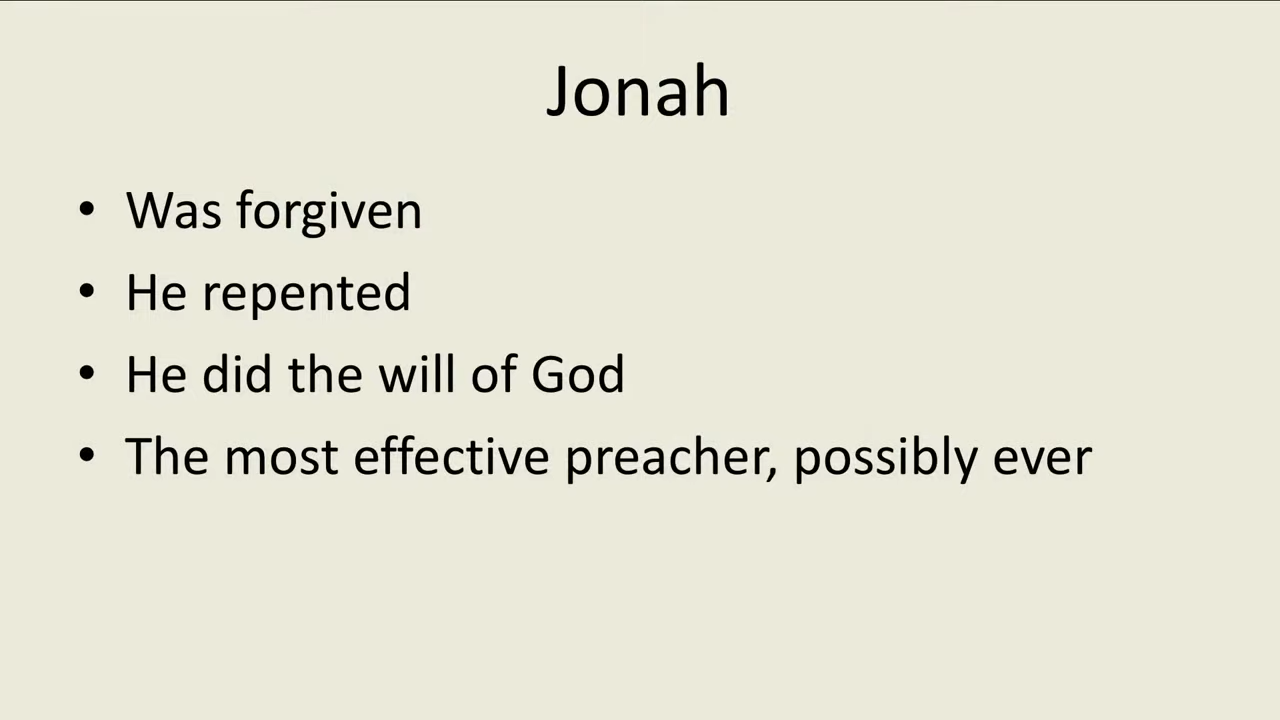 Jonah
• Was forgiven
• He repented
• He did the will of God
• The most effective preacher, possibly ever